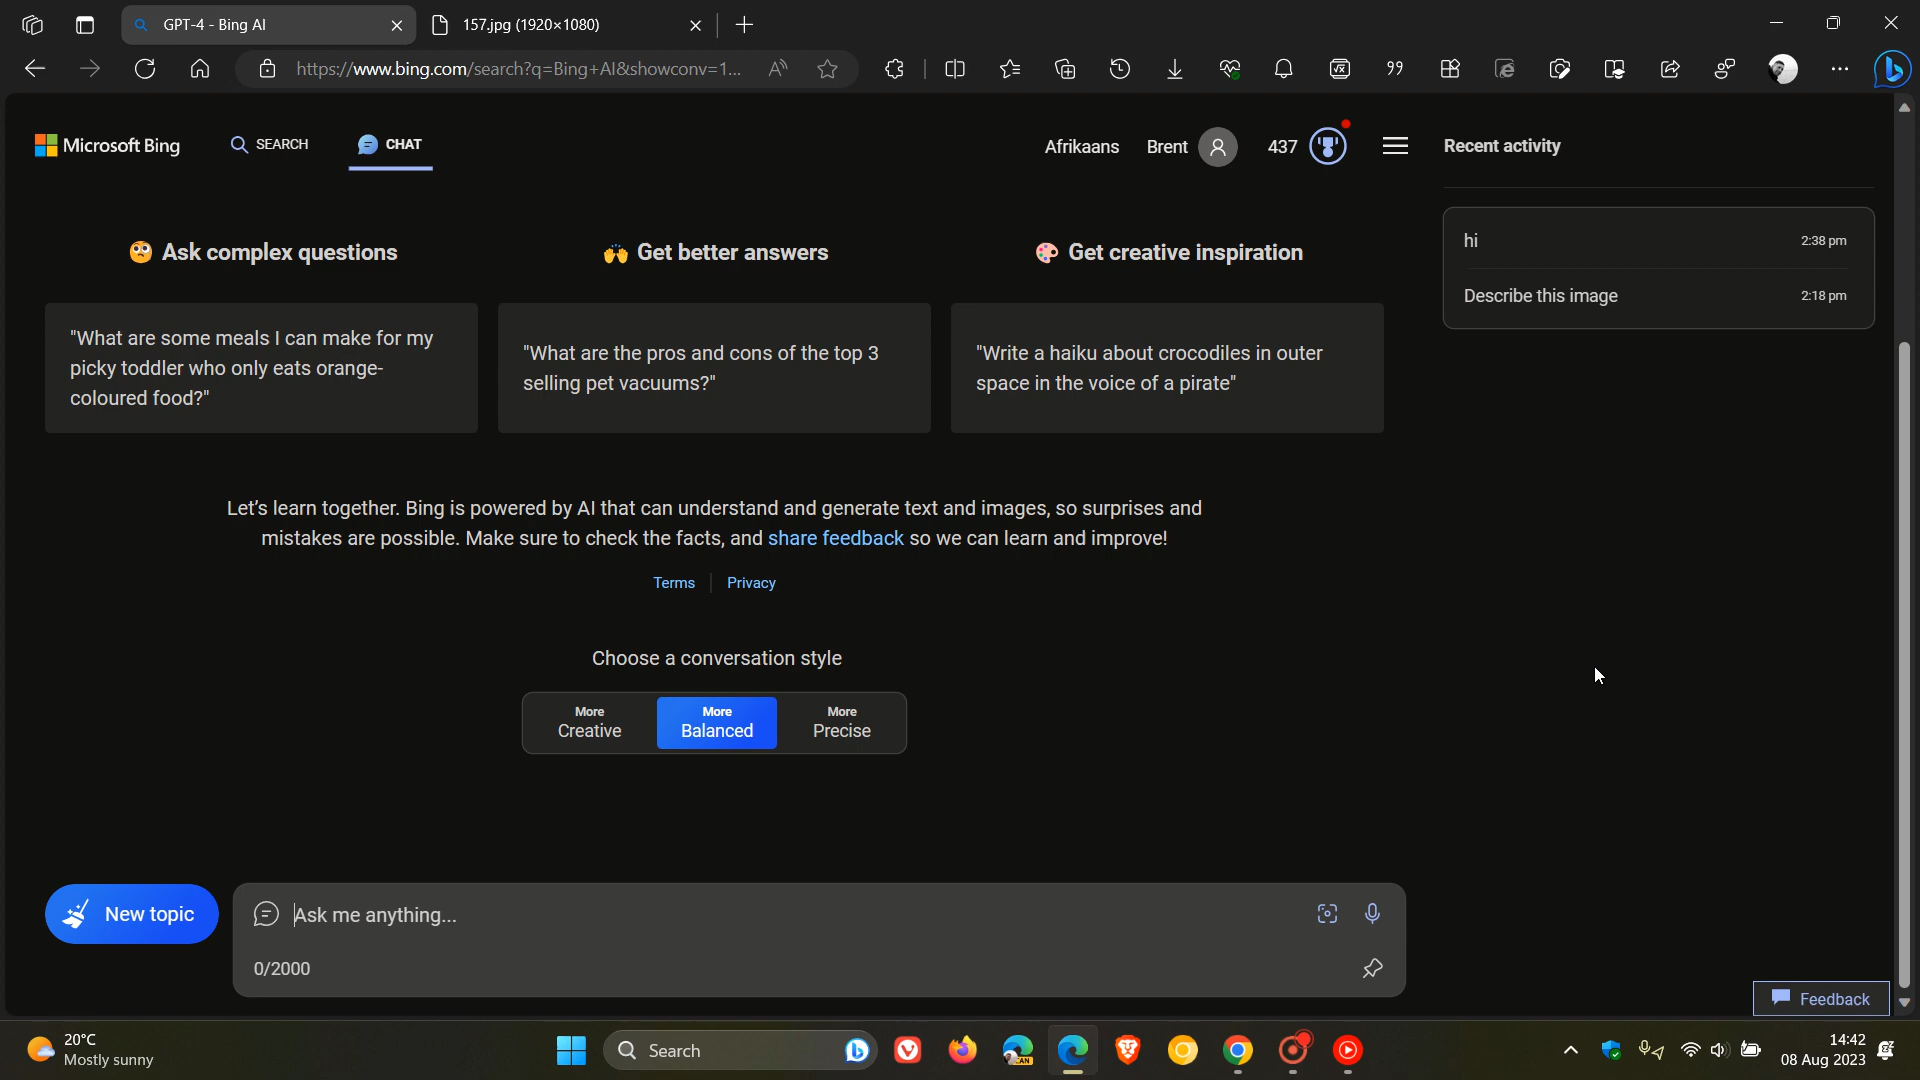 GPT-4 - Bing AI
157.jpg (1920×1080)
https://www.bing.com/search?q=Bing+AI&showconv=1...
Microsoft Bing
SEARCH
CHAT
Afrikaans
Brent
437
Recent activity
hi
2:38 pm
Describe this image
2:18 pm
Ask complex questions
Get better answers
Get creative inspiration
"What are some meals I can make for my
picky toddler who only eats orange-
coloured food?"
"What are the pros and cons of the top 3
selling pet vacuums?"
"Write a haiku about crocodiles in outer
space in the voice of a pirate"
Let's learn together. Bing is powered by AI that can understand and generate text and images, so surprises and
mistakes are possible. Make sure to check the facts, and share feedback so we can learn and improve!
Terms
Privacy
Choose a conversation style
More
Creative
More
Balanced
More
Precise
New topic
Ask me anything...
0/2000
Feedback
20°C
Mostly sunny
Search
CAN
14:42
08 Aug 2023